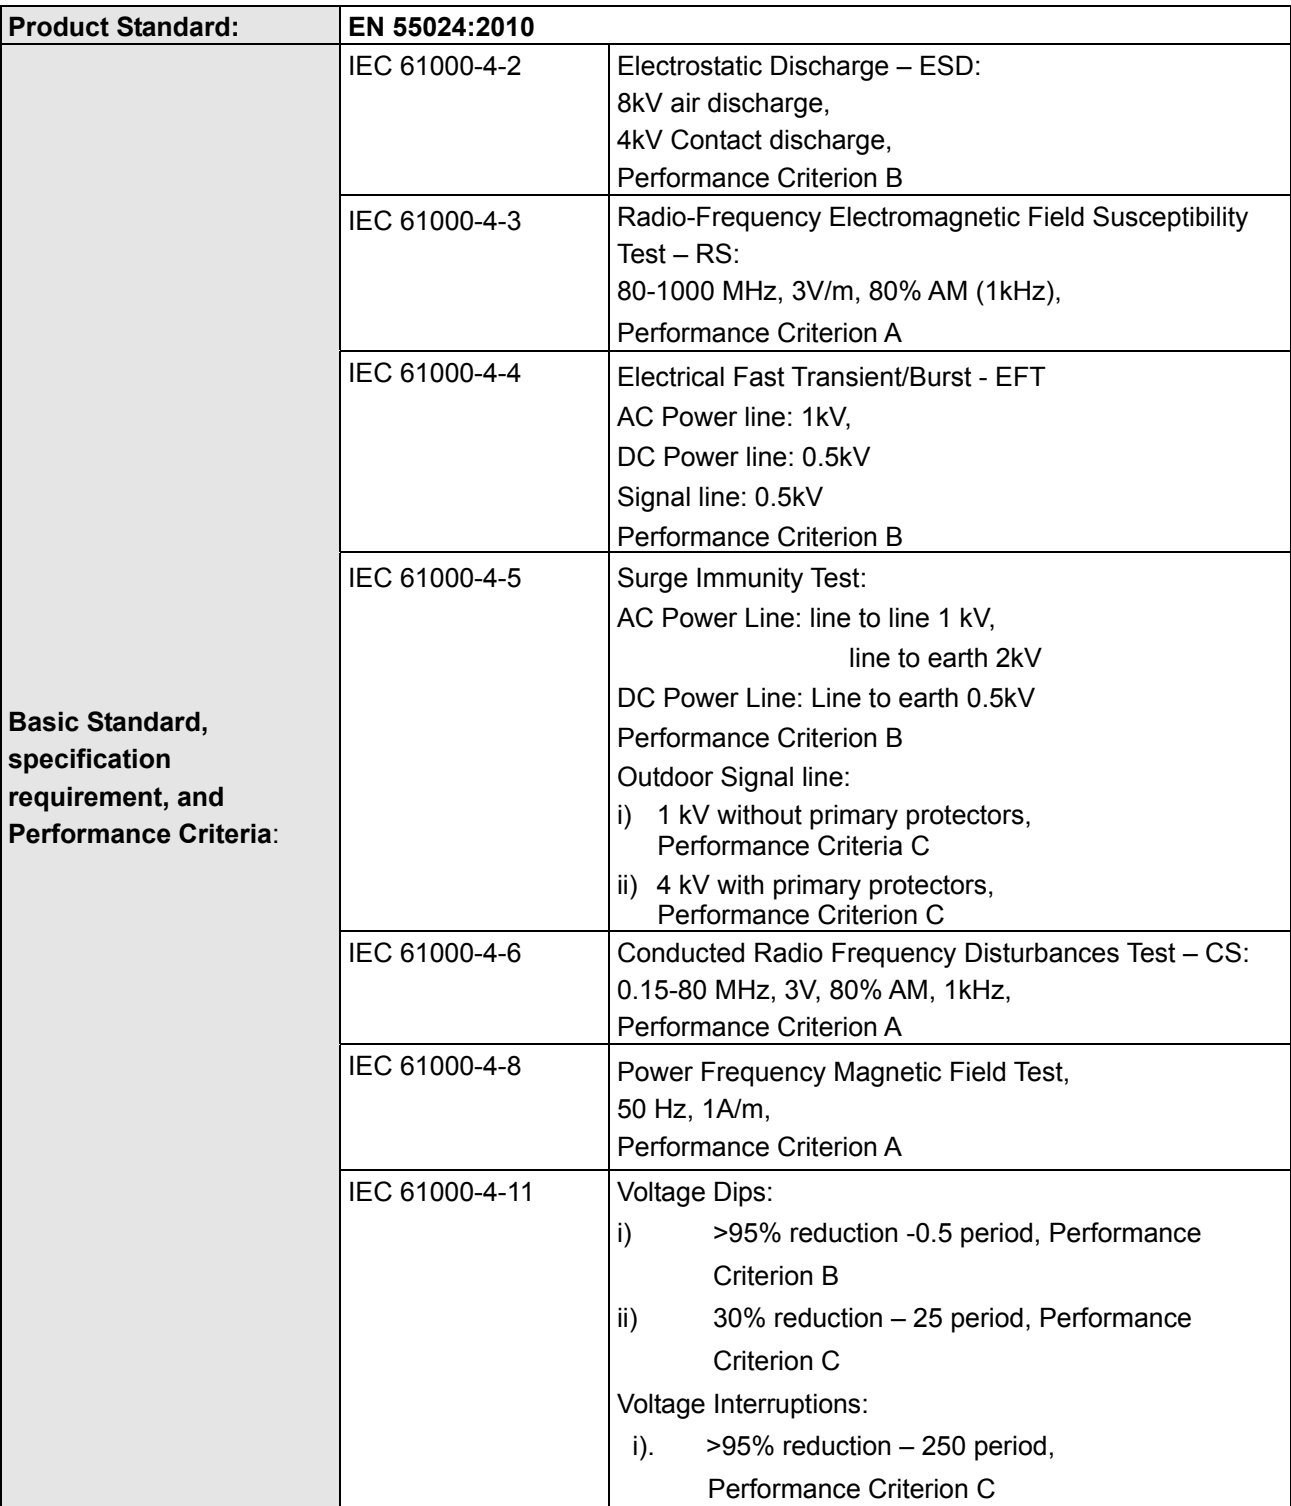 Product Standard: EN 55024:2010
Basic Standard,
specification
requirement, and
Performance Criteria:
IEC 61000-4-2 Electrostatic Discharge – ESD:
8kV air discharge,
4kV Contact discharge,
Performance Criterion B
IEC 61000-4-3 Radio-Frequency Electromagnetic Field Susceptibility
Test – RS:
80-1000 MHz, 3V/m, 80% AM (1kHz),
Performance Criterion A
IEC 61000-4-4 Electrical Fast Transient/Burst - EFT
AC Power line: 1kV,
DC Power line: 0.5kV
Signal line: 0.5kV
Performance Criterion B
IEC 61000-4-5 Surge Immunity Test:
AC Power Line: line to line 1 kV,
line to earth 2kV
DC Power Line: Line to earth 0.5kV
Performance Criterion B
Outdoor Signal line:
i) 1 kV without primary protectors,
Performance Criteria C
ii) 4 kV with primary protectors,
Performance Criterion C
IEC 61000-4-6 Conducted Radio Frequency Disturbances Test – CS:
0.15-80 MHz, 3V, 80% AM, 1kHz,
Performance Criterion A
IEC 61000-4-8 Power Frequency Magnetic Field Test,
50 Hz, 1A/m,
Performance Criterion A
IEC 61000-4-11 Voltage Dips:
i) >95% reduction -0.5 period, Performance
Criterion B
ii) 30% reduction – 25 period, Performance
Criterion C
Voltage Interruptions:
i). >95% reduction – 250 period,
Performance Criterion C